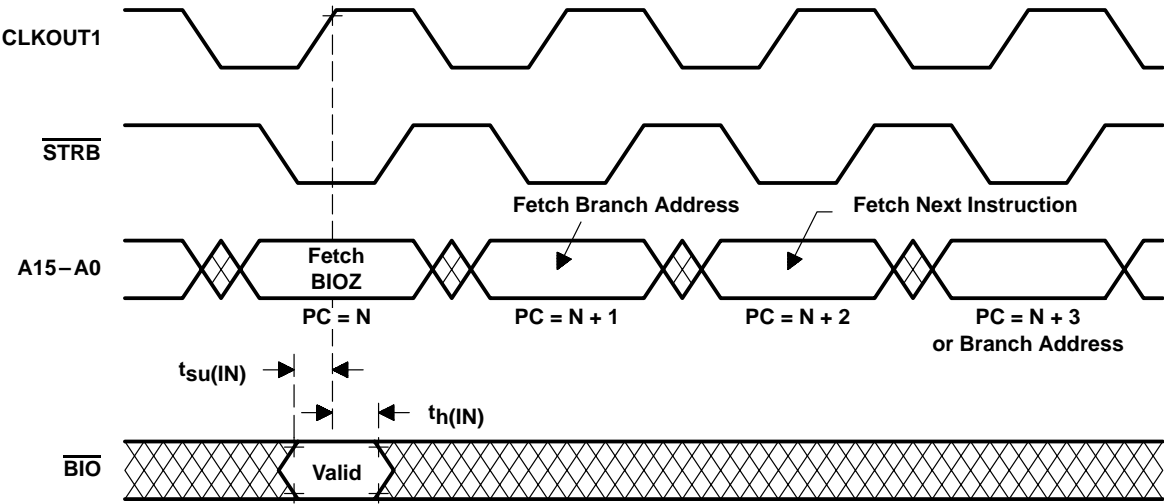 CLKOUT1
STRB
Fetch Branch Address
Fetch Next Instruction
A15–A0
Fetch
BIOZ
PC = N
PC = N + 1
PC = N + 2
PC = N + 3
or Branch Address
tsu(IN)
th(IN)
BIO
Valid